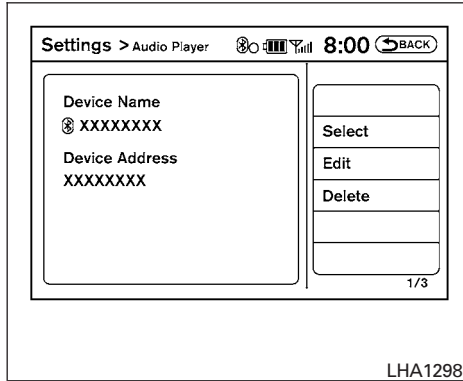 Settings > Audio Player 8:00 BACK
Device Name
XXXXXXXX
Device Address
XXXXXXXX
Select
Edit
Delete
1/3
LHA1298